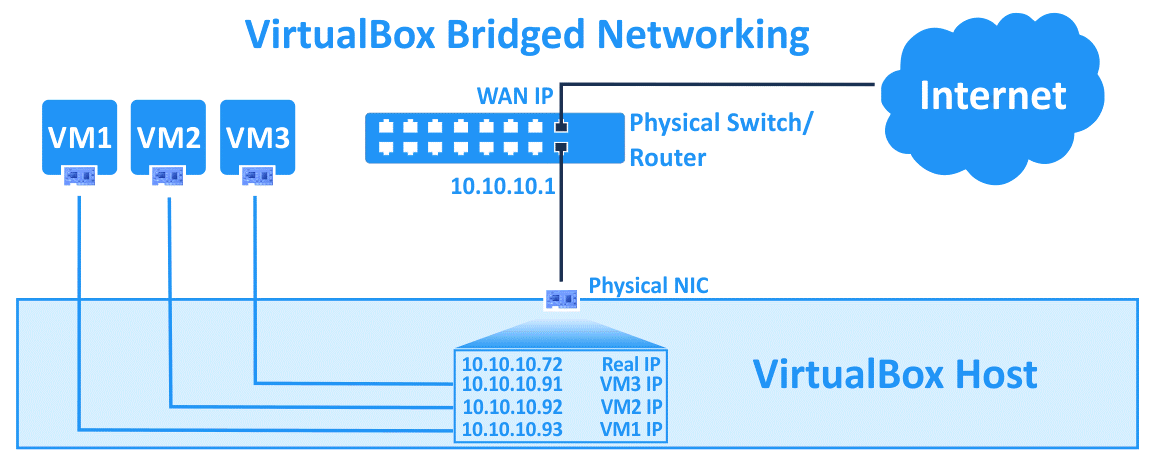 VirtualBox Bridged Networking
Internet
WAN IP
VM1 VM2 VM3
Physical Switch/
Router
10.10.10.1
Physical NIC
10.10.10.72 Real IP
10.10.10.91 VM3 IP
10.10.10.92 VM2 IP
10.10.10.93 VM1 IP
VirtualBox Host